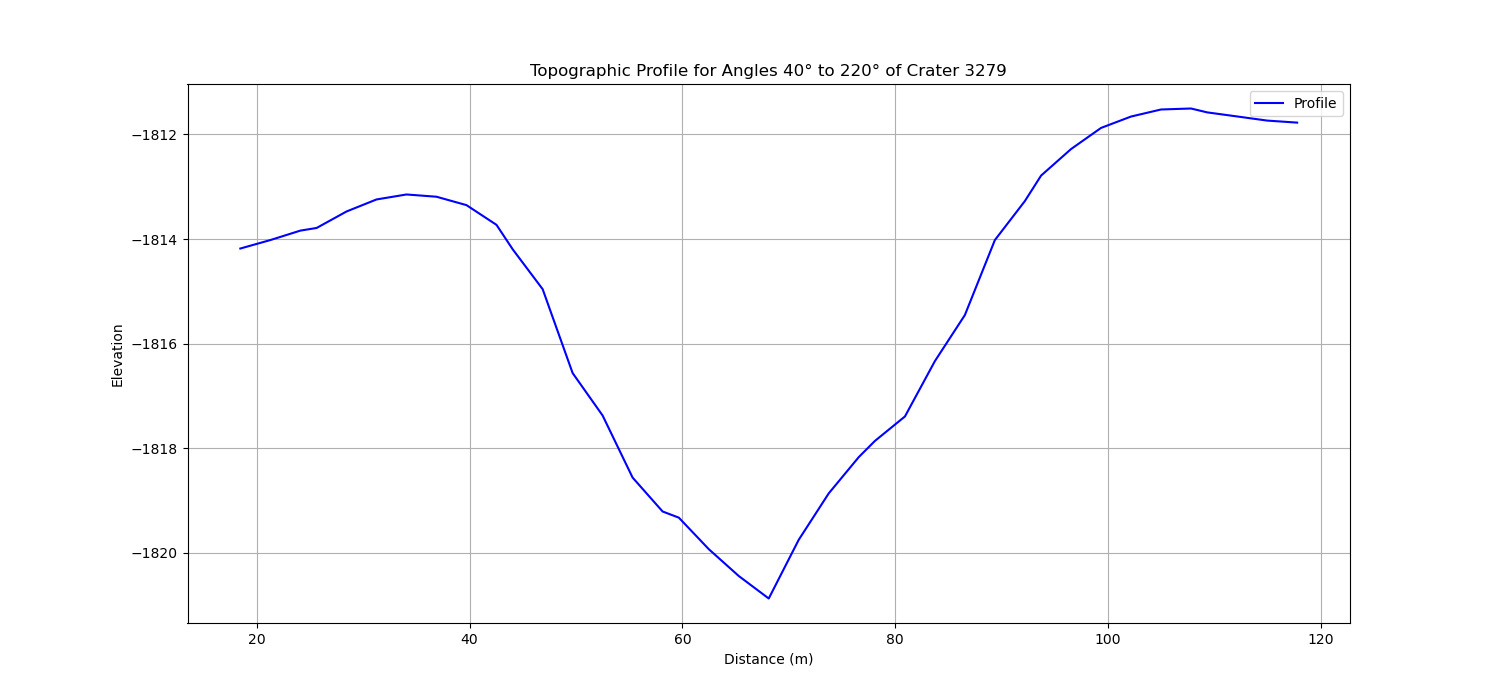 Topographic Profile for Angles 40° to 220° of Crater 3279
Profile
−1812
−1814
−1816
−1818
−1820
Elevation
20 40 60 80 100 120
Distance (m)